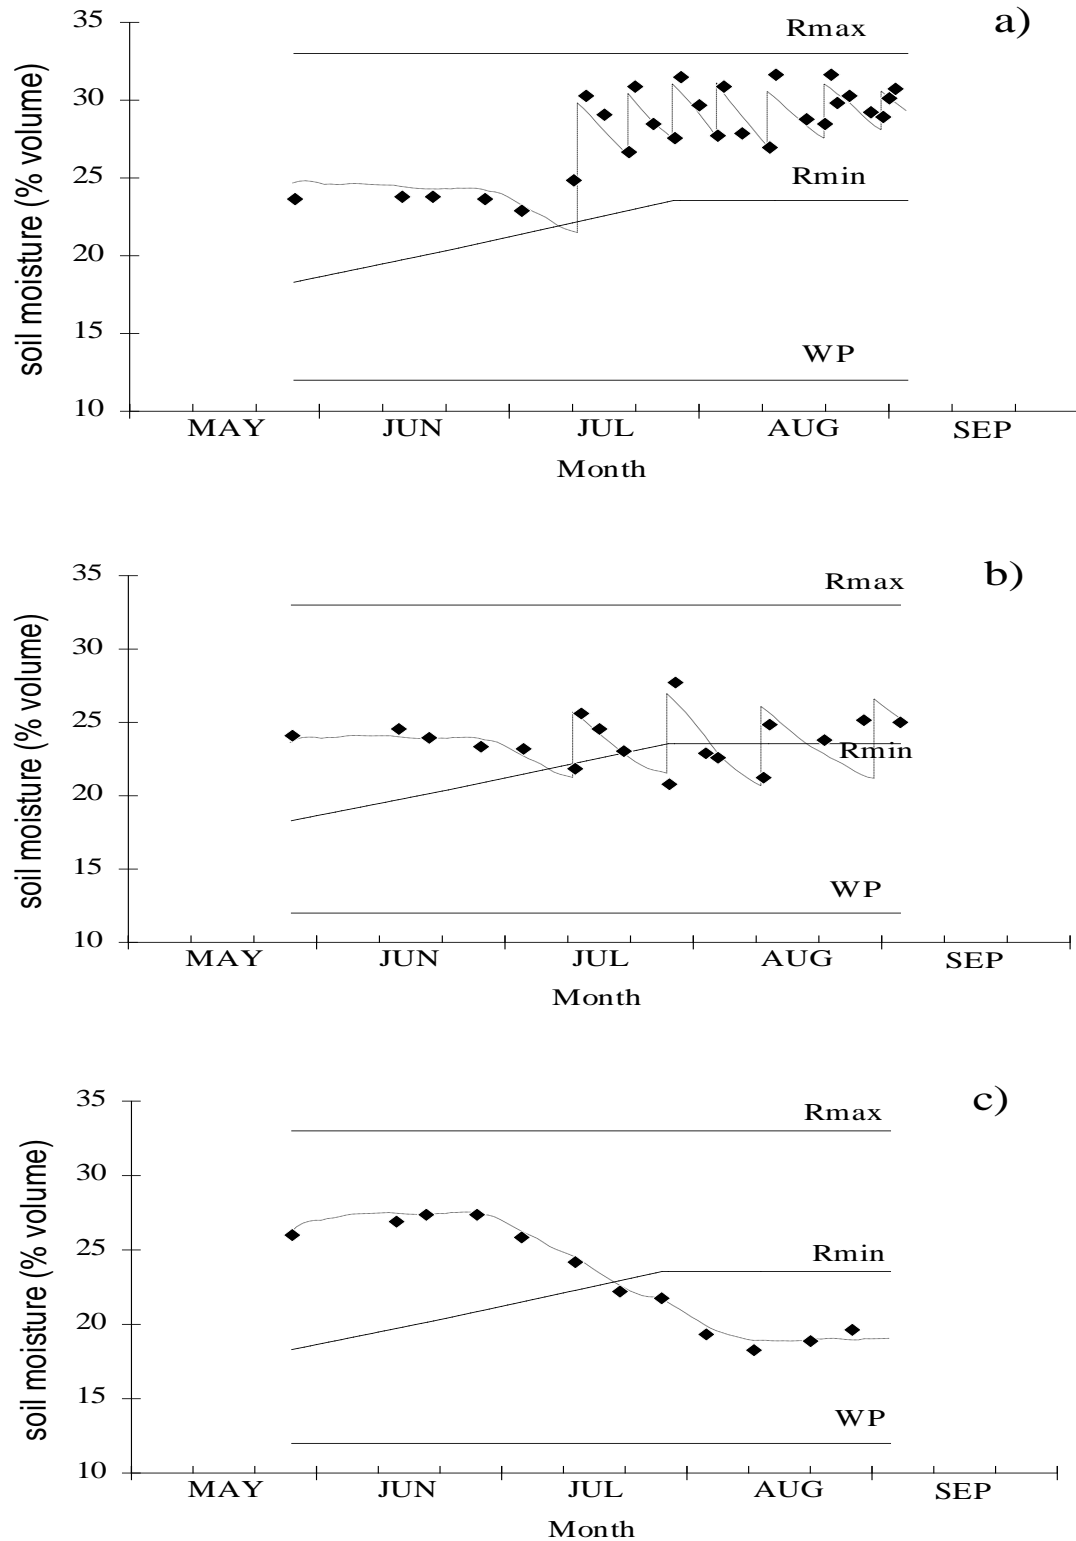 a)
35
Rmax
30
25
Rmin
20
15
WP
10
soil moisture (% volume)
MAY JUN JUL AUG SEP
Month
b)
35
Rmax
30
25
Rmin
20
15
WP
10
soil moisture (% volume)
MAY JUN JUL AUG SEP
Month
c)
35
Rmax
30
25
Rmin
20
15
WP
10
soil moisture (% volume)
MAY JUN JUL AUG SEP
Month